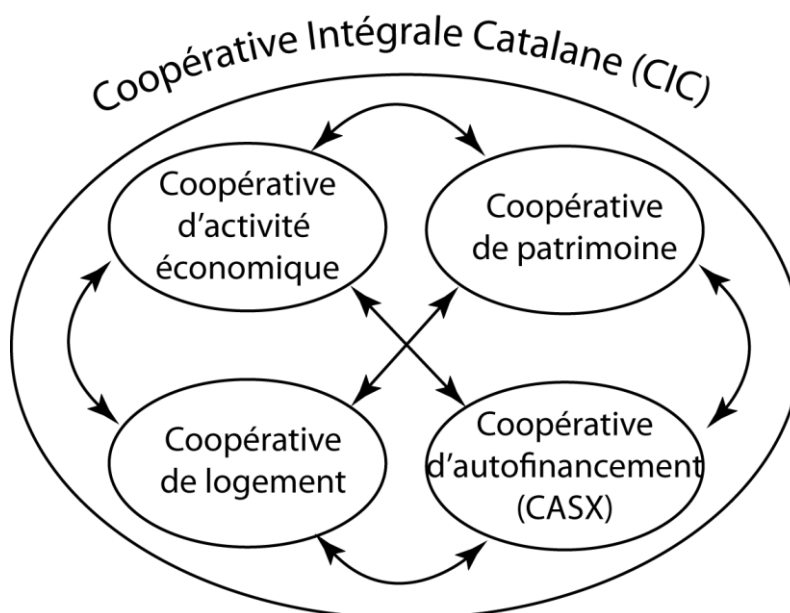 Coopérative Intégrale Catalane (CIC)
Coopérative
d'activité
économique
Coopérative
de patrimoine
Coopérative
de logement
Coopérative
d'autofinancement
(CASX)